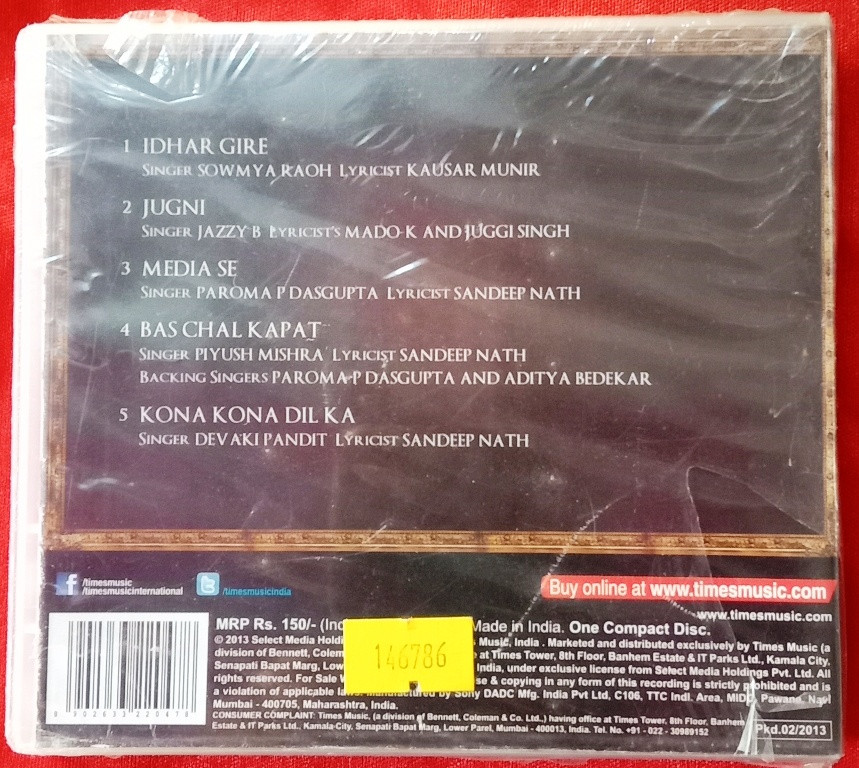 1 IDHAR GIRE
SINGER SOWMYA RAOH LYRICIST KAUSAR MUNIR
2 JUGNI
SINGER JAZZY B LYRICIST'S MADO-K AND JUGGI SINGH
3 MEDIA SE
SINGER PAROMA P DASGUPTA LYRICIST SANDEEP NATH
4 BAS CHAL KAPAT
SINGER PIYUSH MISHRA LYRICIST SANDEEP NATH
BACKING SINGERS PAROMA P DASGUPTA AND ADITYA BEDEKAR
5 KONA KONA DIL KA
SINGER DEVAKI PANDIT LYRICIST SANDEEP NATH
f /timesmusic
/timesmusicinternational
/timesmusicindia
Buy online at www.timesmusic.com
www.timesmusic.com
MRP Rs. 150/- Made in India. One Compact Disc.
© 2013 Select Media Music, India . Marketed and distributed exclusively by Times Music (a
division of Bennett, Colem at Times Tower, 8th Floor, Banhem Estate & IT Parks Ltd., Kamala City,
Senapati Bapat Marg, Low India, under exclusive license from Select Media Holdings Pvt. Ltd. All
rights reserved. For Sale & copying in any form of this recording is strictly prohibited and is
a violation of applicable Manufactured by Sony DADC Mfg. India Pvt Ltd, C106, TTC Indl. Area, MIDC, Pawane, Navi
Mumbai - 400705, Maharashtra, India.
CONSUMER COMPLAINT: Times Music, (a division of Bennett, Coleman & Co. Ltd.,) having office at Times Tower, 8th Floor, Banhem
Estate & IT Parks Ltd., Kamala-City, Senapati Bapat Marg, Lower Parel, Mumbai - 400013, India. Tel. No. +91 - 022 - 30989152
Pkd.02/2013
146786
8 902633 220478